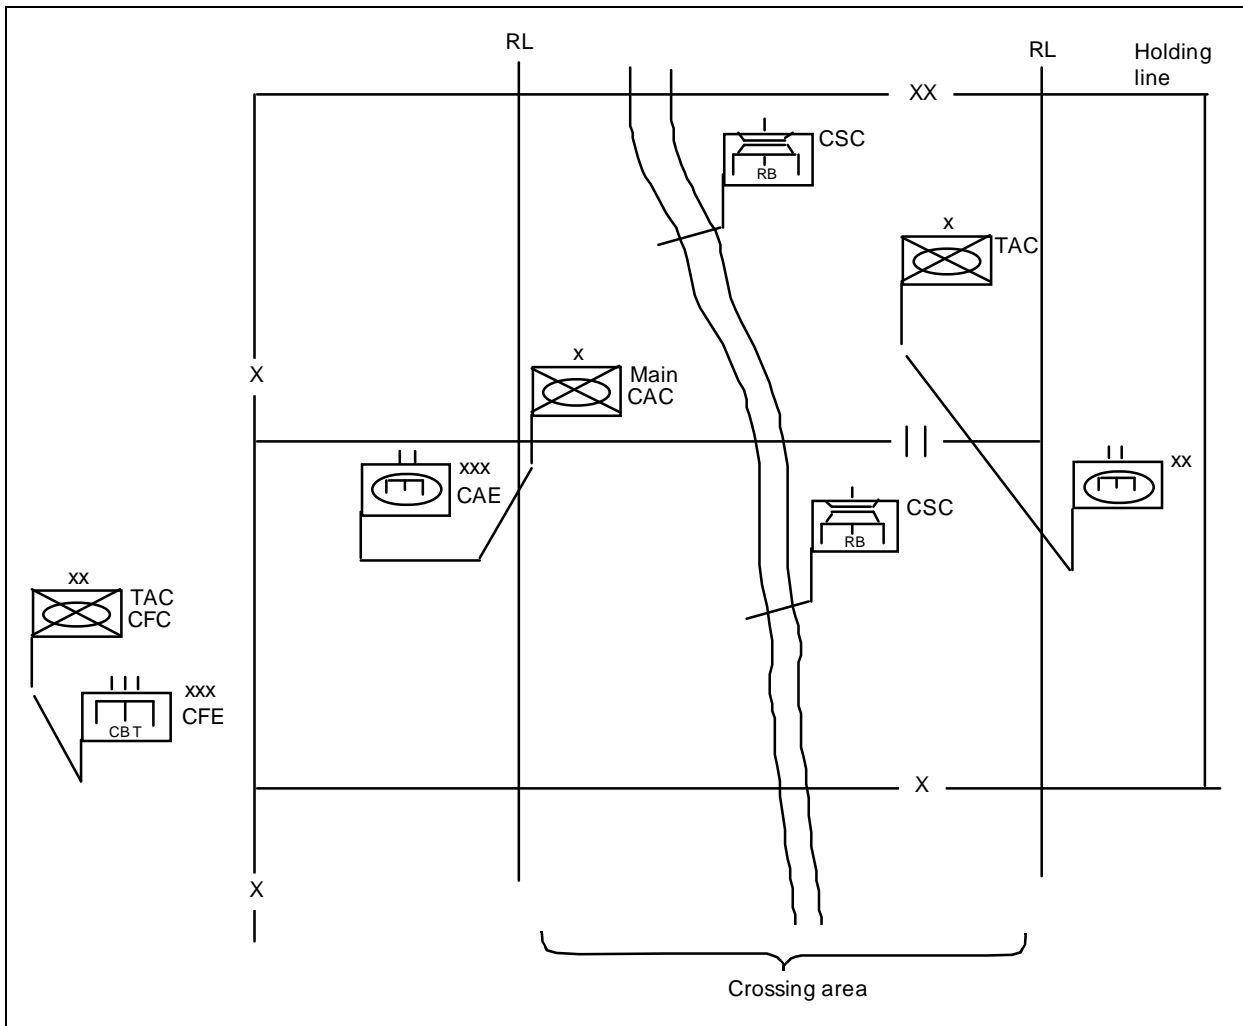 RL
RL
Holding
line
XX
CSC
RB
x
TAC
x
Main
CAC
X
xxx
CAE
xx
CSC
RB
xx
TAC
CFC
xxx
CFE
CBT
X
X
Crossing area